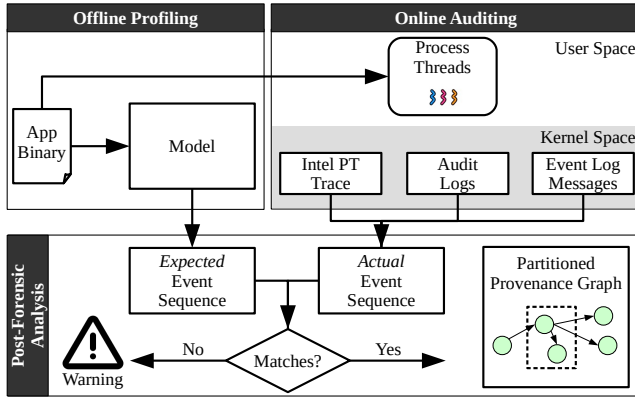 Offline Profiling
Online Auditing
App
Binary
Model
Process
Threads
User Space
Kernel Space
Intel PT
Trace
Audit
Logs
Event Log
Messages
Post-Forensic
Analysis
Expected
Event
Sequence
Actual
Event
Sequence
Partitioned
Provenance Graph
Warning
No
Matches?
Yes